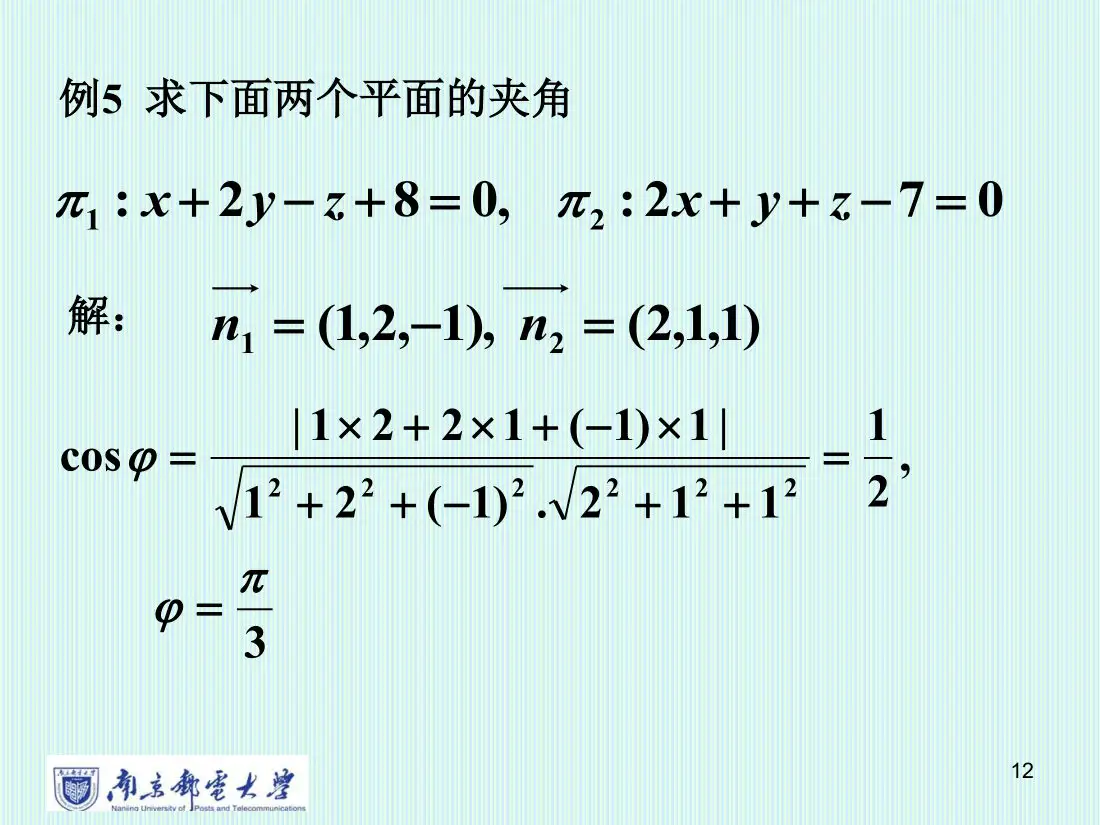 例5 求下面两个平面的夹角
π₁ : x + 2y − z + 8 = 0, π₂ : 2x + y + z − 7 = 0
解: n₁ = (1,2,−1), n₂ = (2,1,1)
cosφ = | 1×2 + 2×1 + (−1)×1 | / √(1² + 2² + (−1)²) . √(2² + 1² + 1²) = 1/2 ,
φ = π/3
南京邮電大学
Nanjing University of Posts and Telecommunications
12